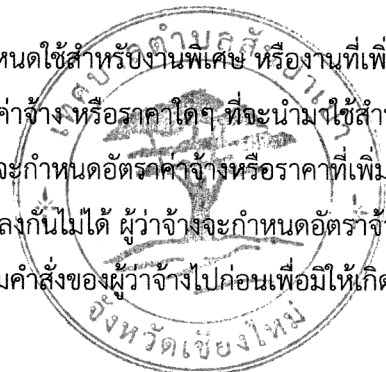 หนดใช้สำหรับงานพิเศษ หรืองานที่เพิ่
ค่าจ้าง หรือราคาใดๆ ที่จะนำมาใช้สำ
จะกำหนดอัตราค่าจ้างหรือราคาที่เพิ่ม
ลงกันไม่ได้ ผู้ว่าจ้างจะกำหนดอัตราจ้า
มคำสั่งของผู้ว่าจ้างไปก่อนเพื่อมิให้เกิด
จังหวัดเชียงใหม่